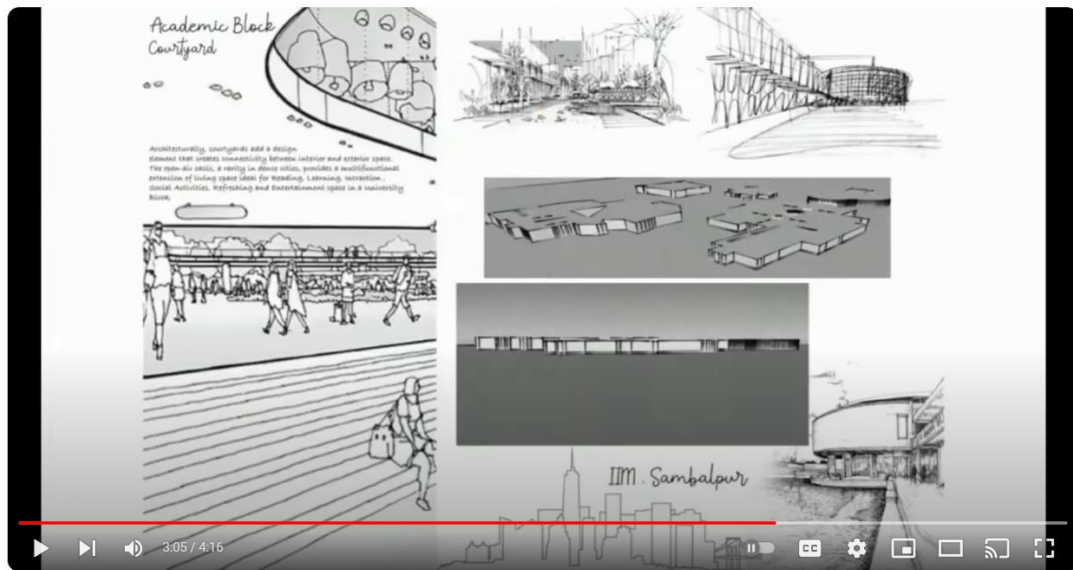 Academic Block
Courtyard
Architecturally, courtyards add a design
element that creates connectivity between interior and exterior space.
The open-air oasis, a rarity in dense cities, provides a multifunctional
extension of living space ideal for Reading, Learning, Intraction,
Social Activities, Refreshing and Entertainment space in a University
Block.
IIM . Sambalpur
3:05 / 4:16
CC